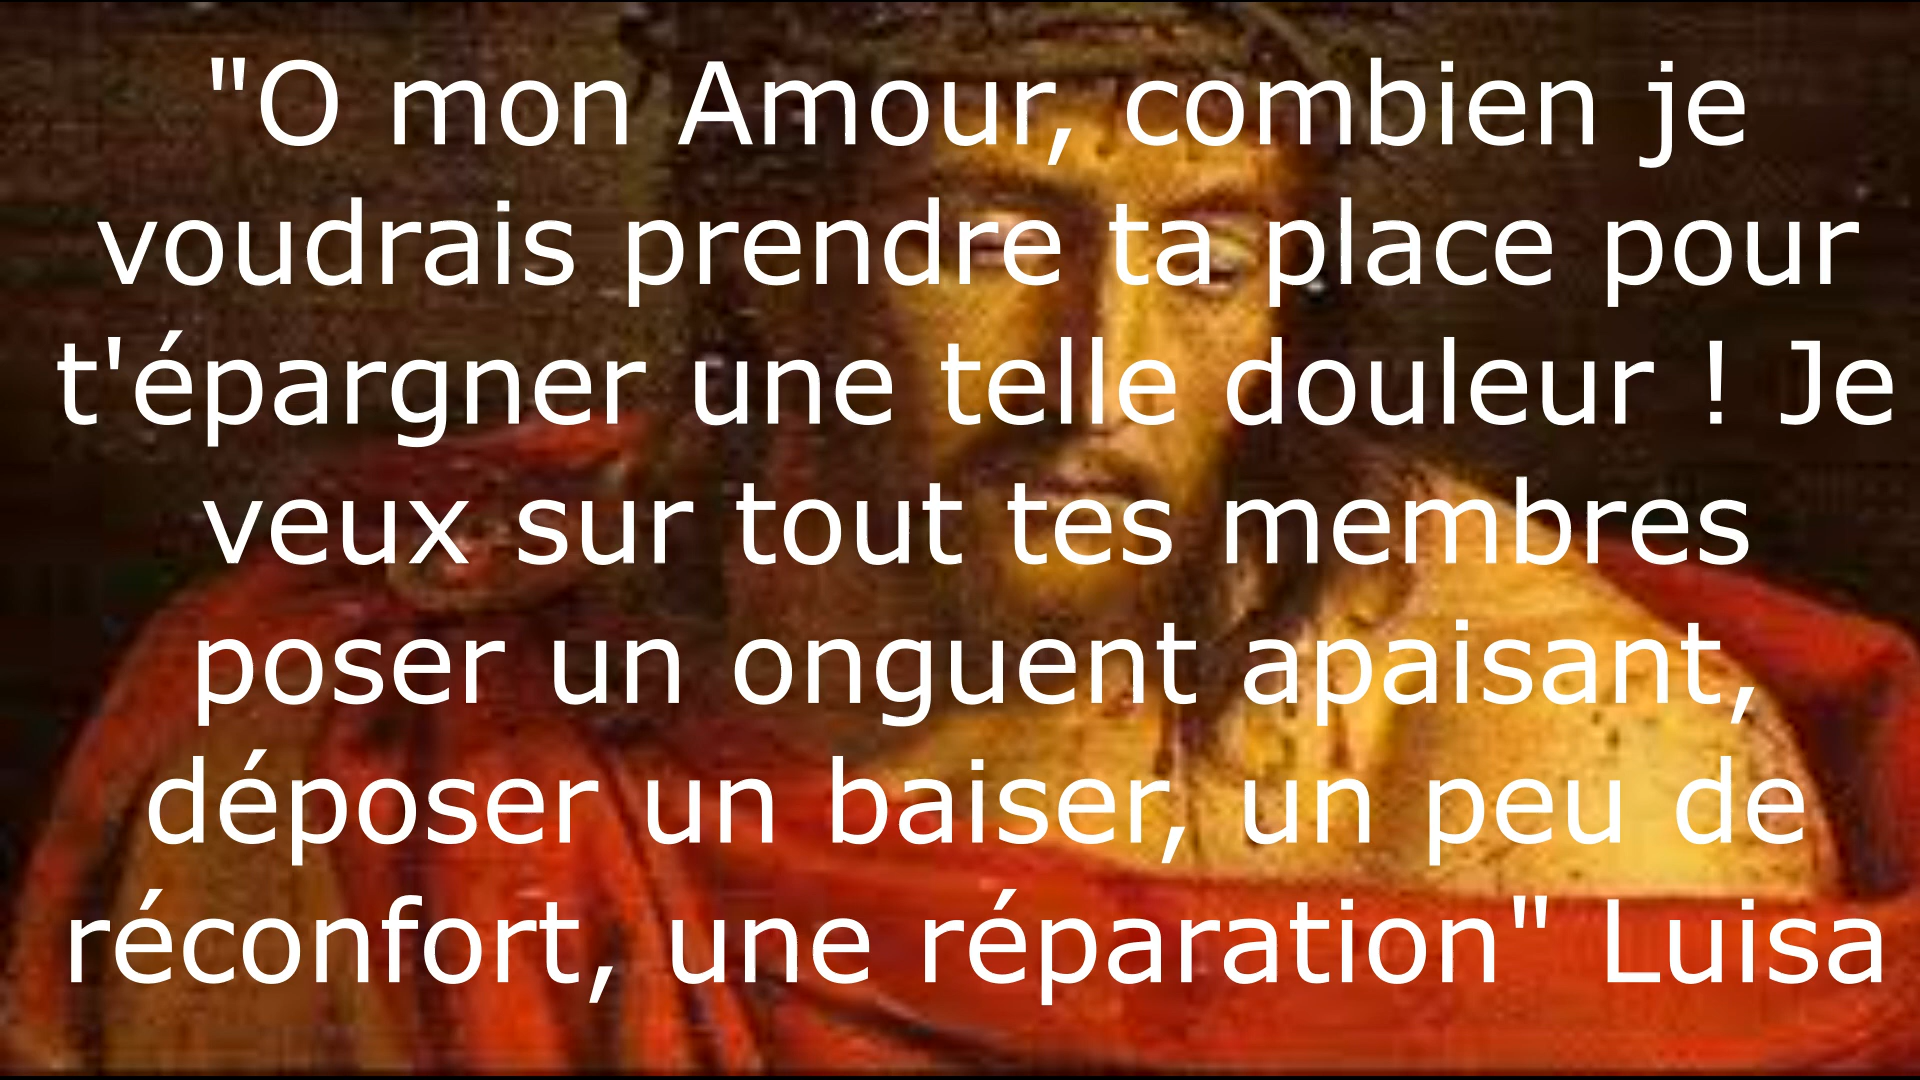 "O mon Amour, combien je
voudrais prendre ta place pour
t'épargner une telle douleur ! Je
veux sur tout tes membres
poser un onguent apaisant,
déposer un baiser, un peu de
réconfort, une réparation" Luisa